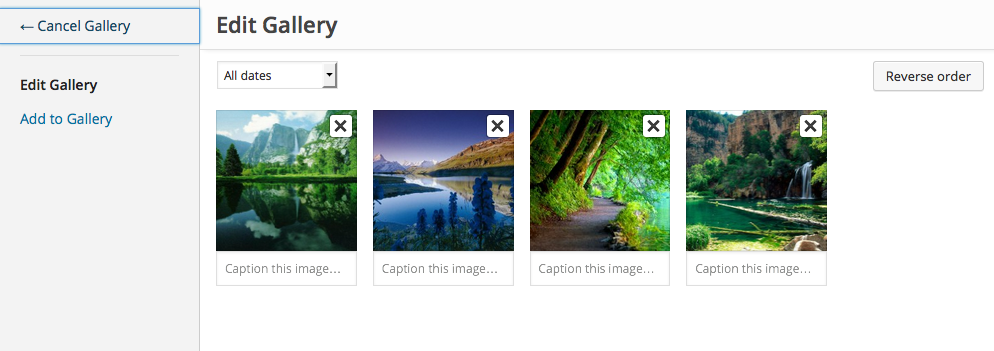 ← Cancel Gallery
Edit Gallery
Add to Gallery
Edit Gallery
All dates
Reverse order
Caption this image…
Caption this image…
Caption this image…
Caption this image…